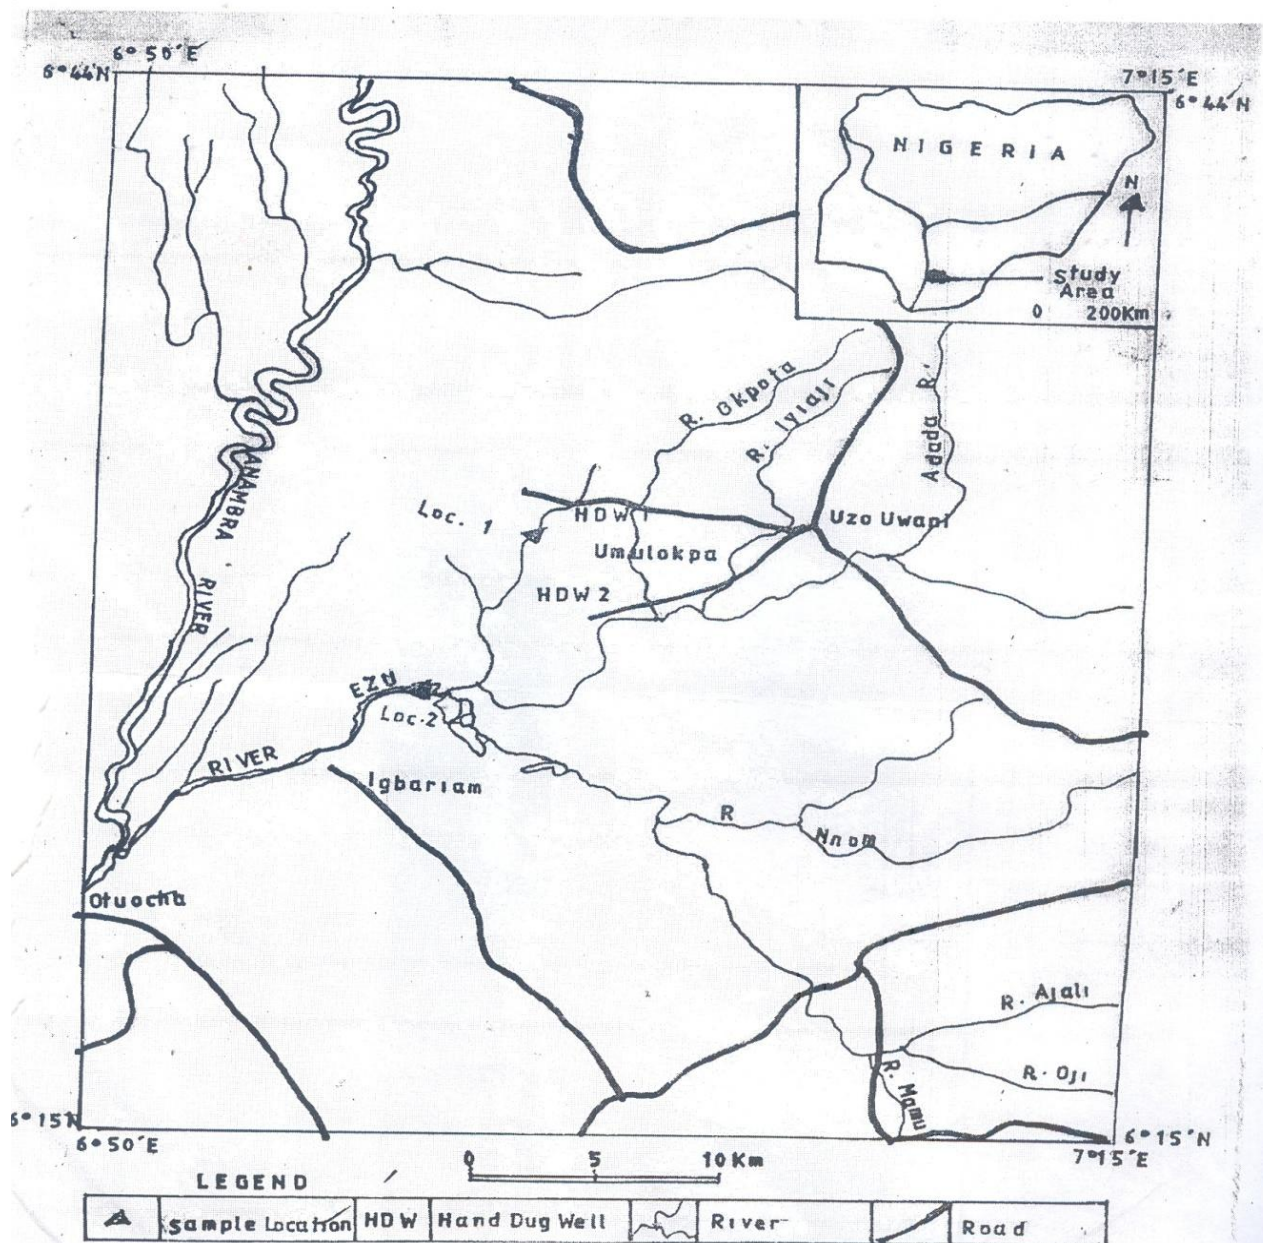 6° 50´E
6° 44´N
7° 15´E
6° 44´N
NIGERIA
N
Study
Area
0 200Km
R. Okpota
R. Iyiaji
Adada R.
ANAMBRA RIVER
Loc. 1
HDW 1
Uzo Uwani
Umulokpa
HDW 2
EZU
Loc. 2
RIVER
Igbariam
R Nnom
Otuocha
R. Ajali
R. Oji
R. Mamu
6° 15´N
6° 50´E
6° 15´N
7° 15´E
0 5 10 Km
LEGEND
Sample Location
HDW
Hand Dug Well
River
Road